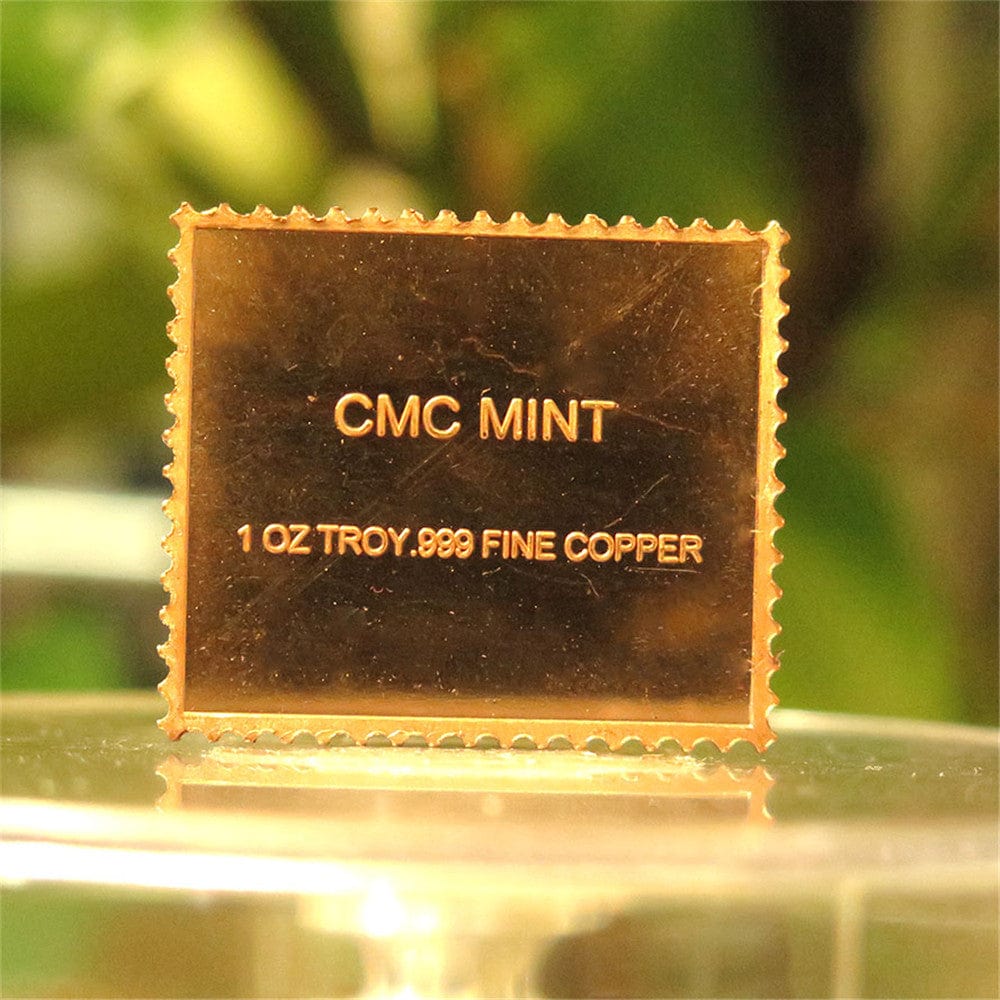 CMC MINT
1 OZ TROY.999 FINE COPPER